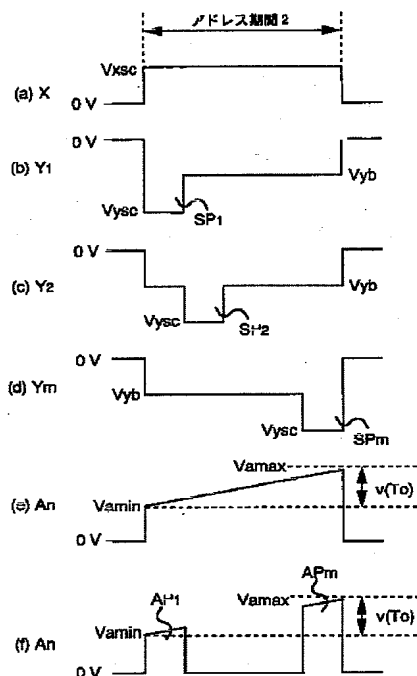 アドレス期間 2
Vxsc
(a) X
0 V
0 V
(b) Y1
Vyb
Vysc
SP1
0 V
(c) Y2
Vyb
Vysc
SP2
0 V
(d) Ym
Vyb
Vysc
SPm
Vamax
(e) An
Vamin
v(To)
0 V
APm
Vamax
AP1
(f) An
Vamin
v(To)
0 V